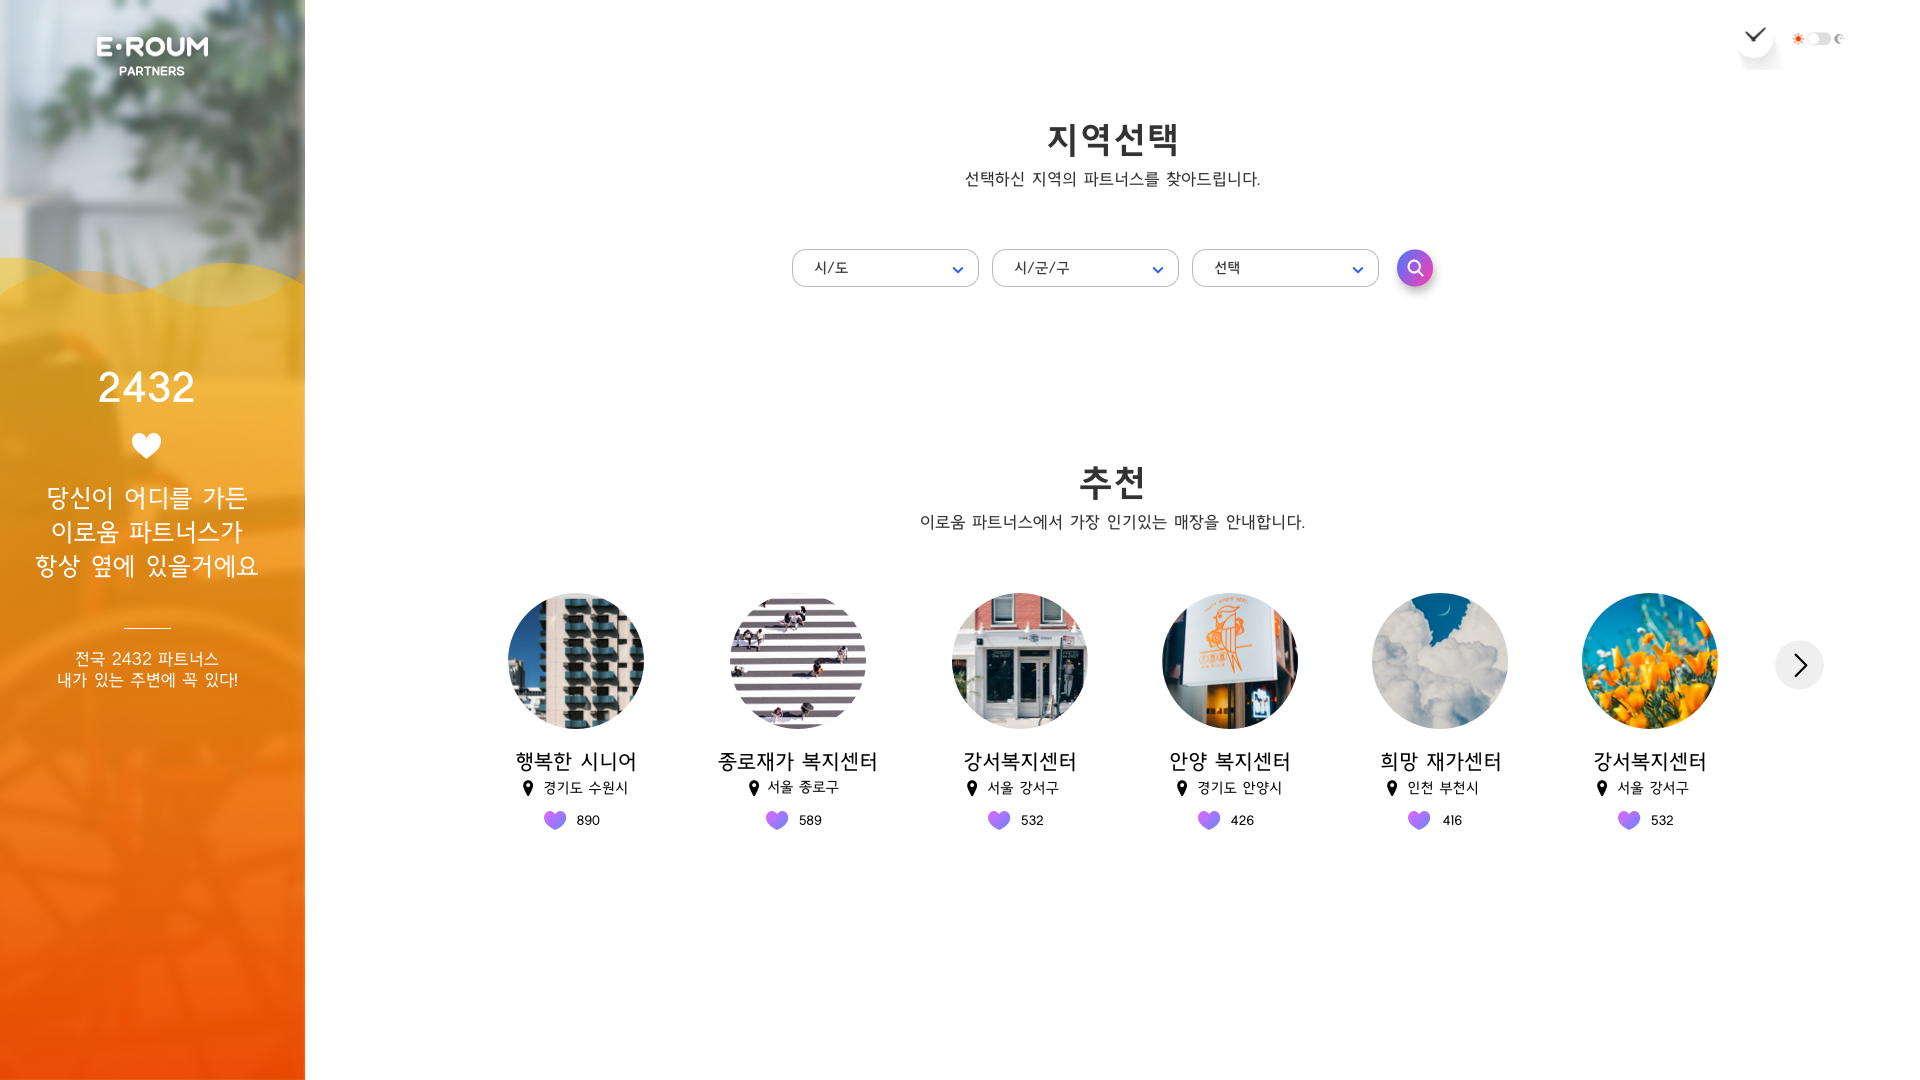 E·ROUM
PARTNERS
2432
당신이 어디를 가든
이로움 파트너스가
항상 옆에 있을거에요
전국 2432 파트너스
내가 있는 주변에 꼭 있다!
지역선택
선택하신 지역의 파트너스를 찾아드립니다.
시/도
시/군/구
선택
추천
이로움 파트너스에서 가장 인기있는 매장을 안내합니다.
행복한 시니어
경기도 수원시
890
종로재가 복지센터
서울 종로구
589
강서복지센터
서울 강서구
532
안양 복지센터
경기도 안양시
426
희망 재가센터
인천 부천시
416
강서복지센터
서울 강서구
532